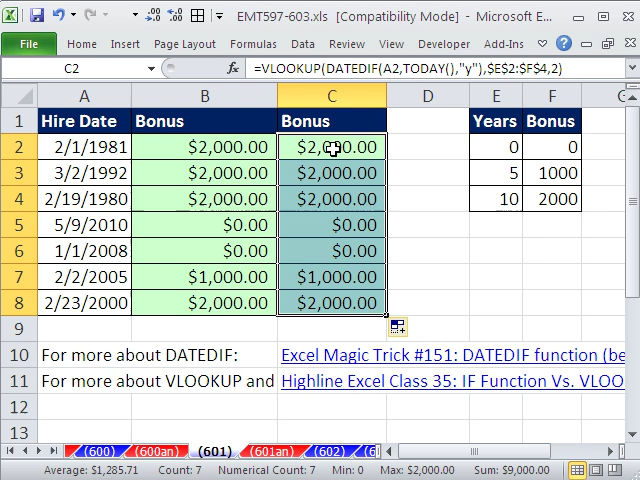 EMT597-603.xls [Compatibility Mode] - Microsoft E...
File Home Insert Page Layout Formulas Data Review View Developer Add-Ins
C2 fx =VLOOKUP(DATEDIF(A2,TODAY(),"y"),$E$2:$F$4,2)
A B C D E F
1 Hire Date Bonus Bonus Years Bonus
2 2/1/1981 $2,000.00 $2,000.00 0 0
3 3/2/1992 $2,000.00 $2,000.00 5 1000
4 2/19/1980 $2,000.00 $2,000.00 10 2000
5 5/9/2010 $0.00 $0.00
6 1/1/2008 $0.00 $0.00
7 2/2/2005 $1,000.00 $1,000.00
8 2/23/2000 $2,000.00 $2,000.00
9
10 For more about DATEDIF: Excel Magic Trick #151: DATEDIF function (be
11 For more about VLOOKUP and Highline Excel Class 35: IF Function Vs. VLOO
12
13
(600) (600an) (601) (601an) (602) (6
Average: $1,285.71 Count: 7 Numerical Count: 7 Min: 0 Max: $2,000.00 Sum: $9,000.00